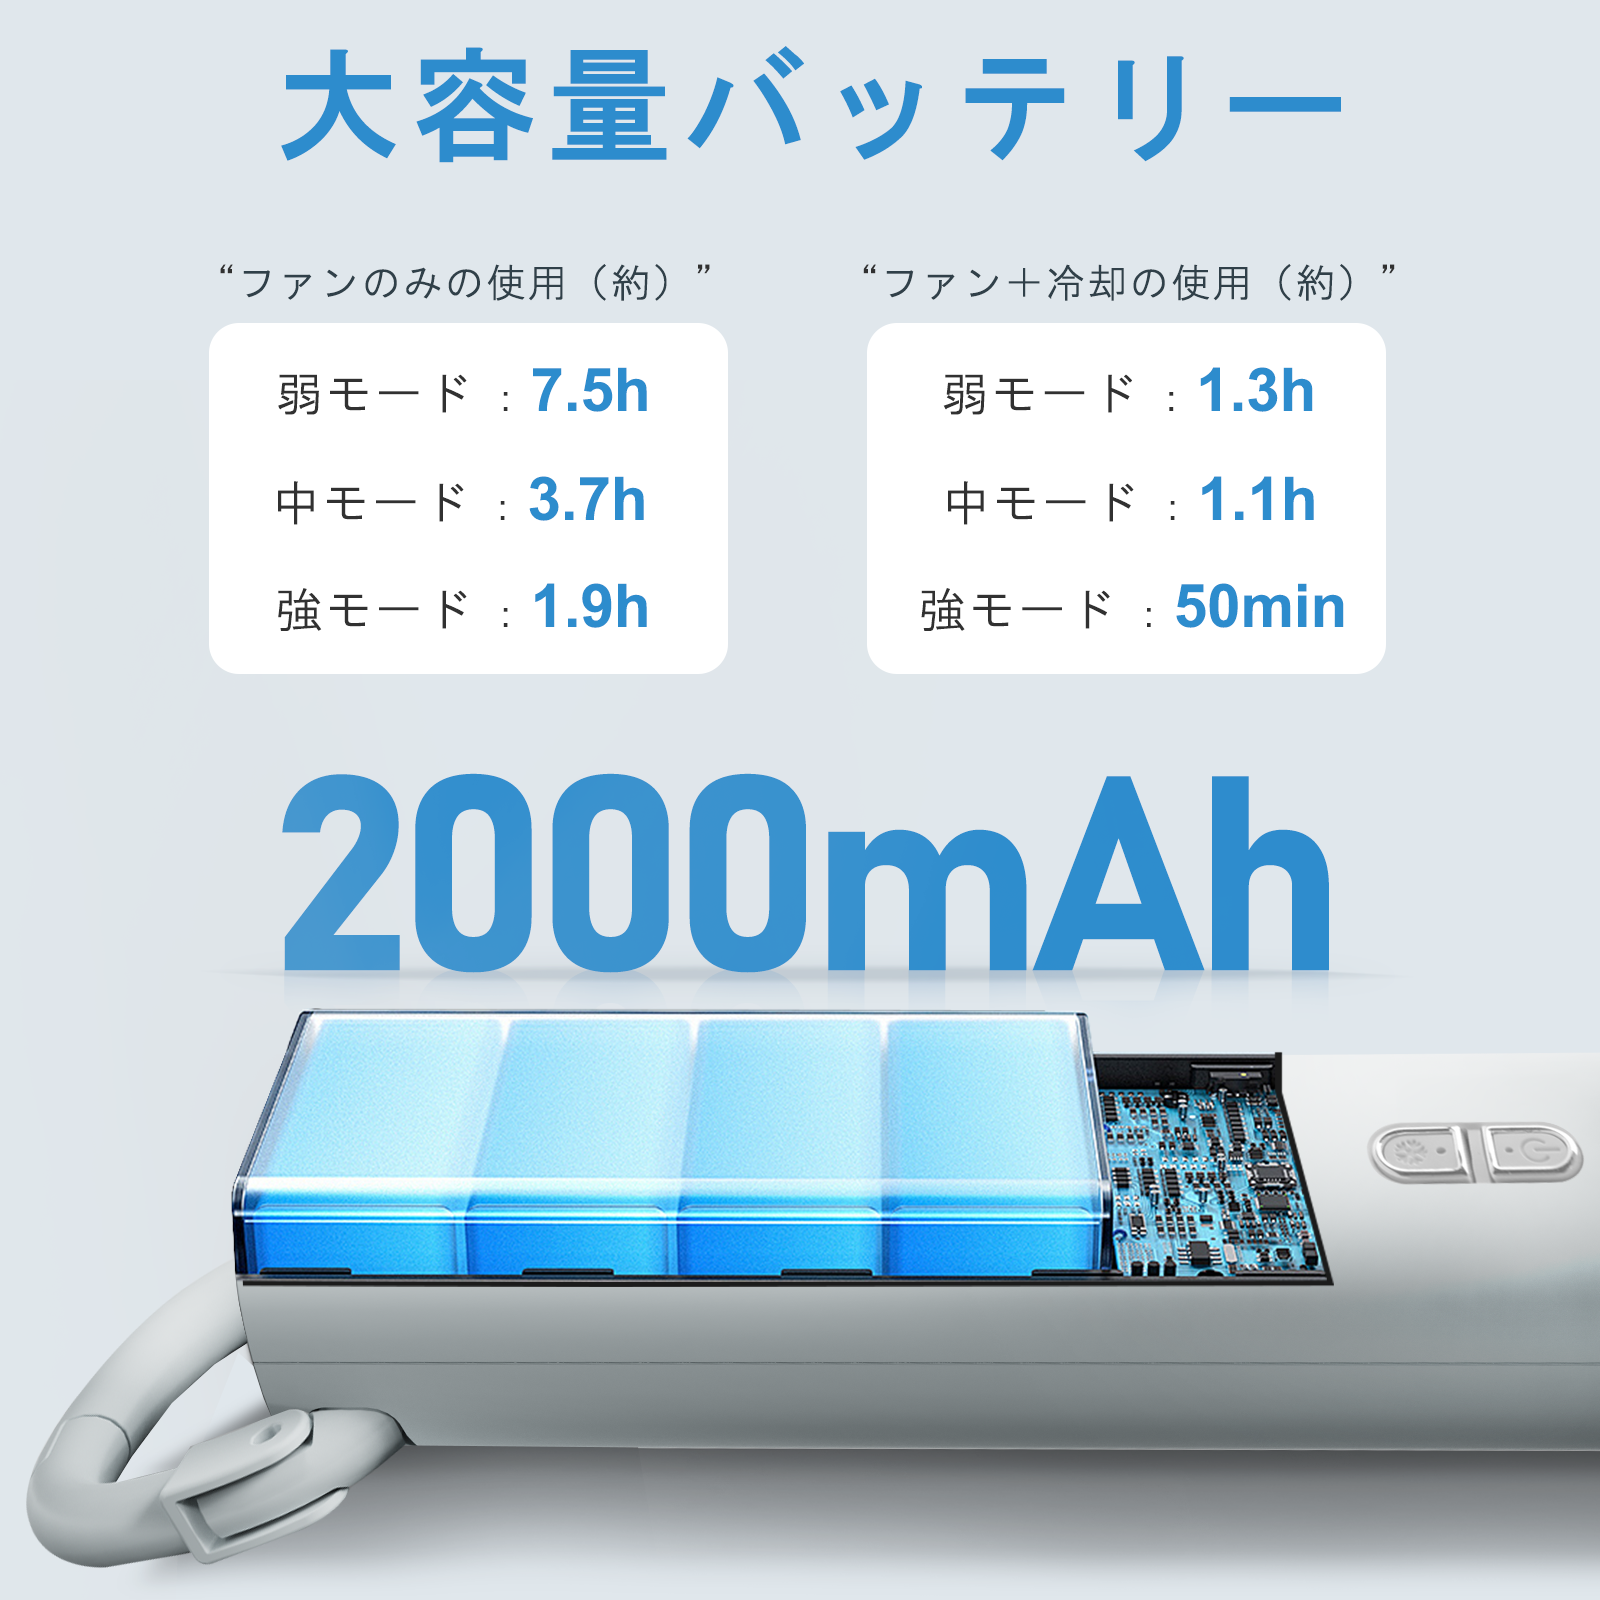 大容量バッテリー
“ファンのみの使用（約）”
弱モード : 7.5h
中モード : 3.7h
強モード : 1.9h
“ファン＋冷却の使用（約）”
弱モード : 1.3h
中モード : 1.1h
強モード : 50min
2000mAh